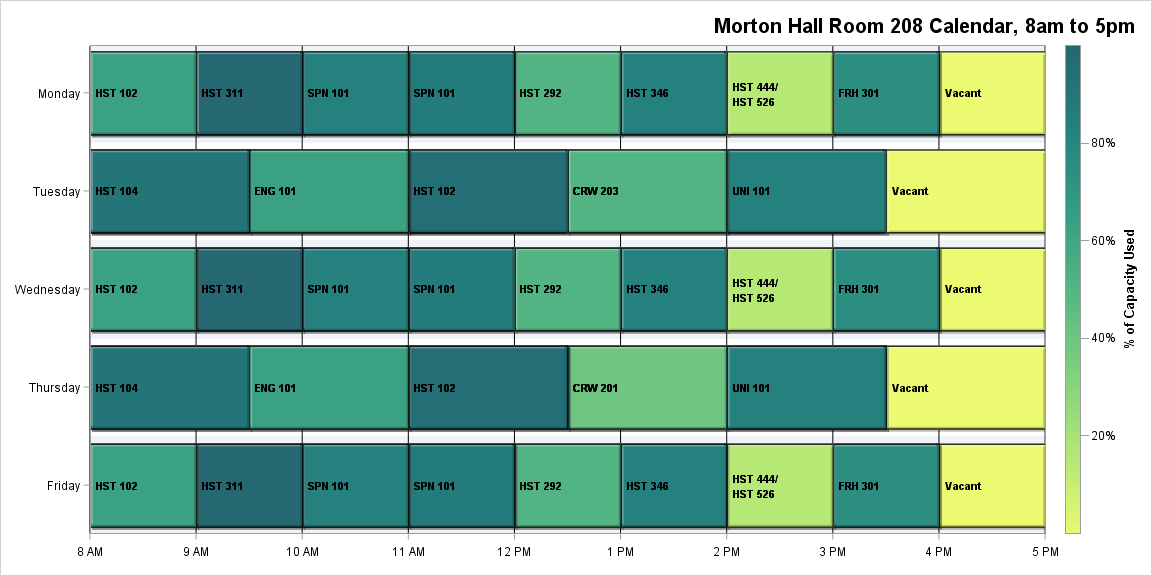 Morton Hall Room 208 Calendar, 8am to 5pm
Monday
HST 102
HST 311
SPN 101
SPN 101
HST 292
HST 346
HST 444/
HST 526
FRH 301
Vacant
Tuesday
HST 104
ENG 101
HST 102
CRW 203
UNI 101
Vacant
Wednesday
HST 102
HST 311
SPN 101
SPN 101
HST 292
HST 346
HST 444/
HST 526
FRH 301
Vacant
Thursday
HST 104
ENG 101
HST 102
CRW 201
UNI 101
Vacant
Friday
HST 102
HST 311
SPN 101
SPN 101
HST 292
HST 346
HST 444/
HST 526
FRH 301
Vacant
8 AM
9 AM
10 AM
11 AM
12 PM
1 PM
2 PM
3 PM
4 PM
5 PM
80%
60%
40%
20%
% of Capacity Used